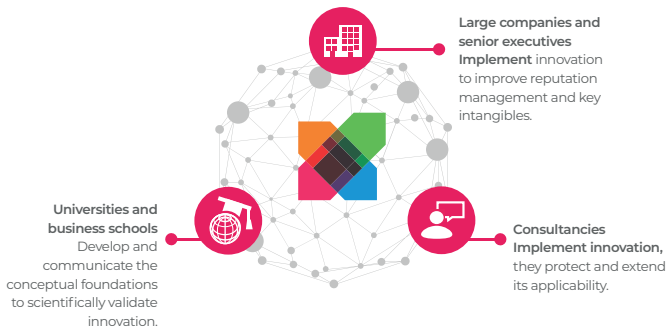 Large companies and
senior executives
Implement innovation
to improve reputation
management and key
intangibles.
Universities and
business schools
Develop and
communicate the
conceptual foundations
to scientifically validate
innovation.
Consultancies
Implement innovation,
they protect and extend
its applicability.